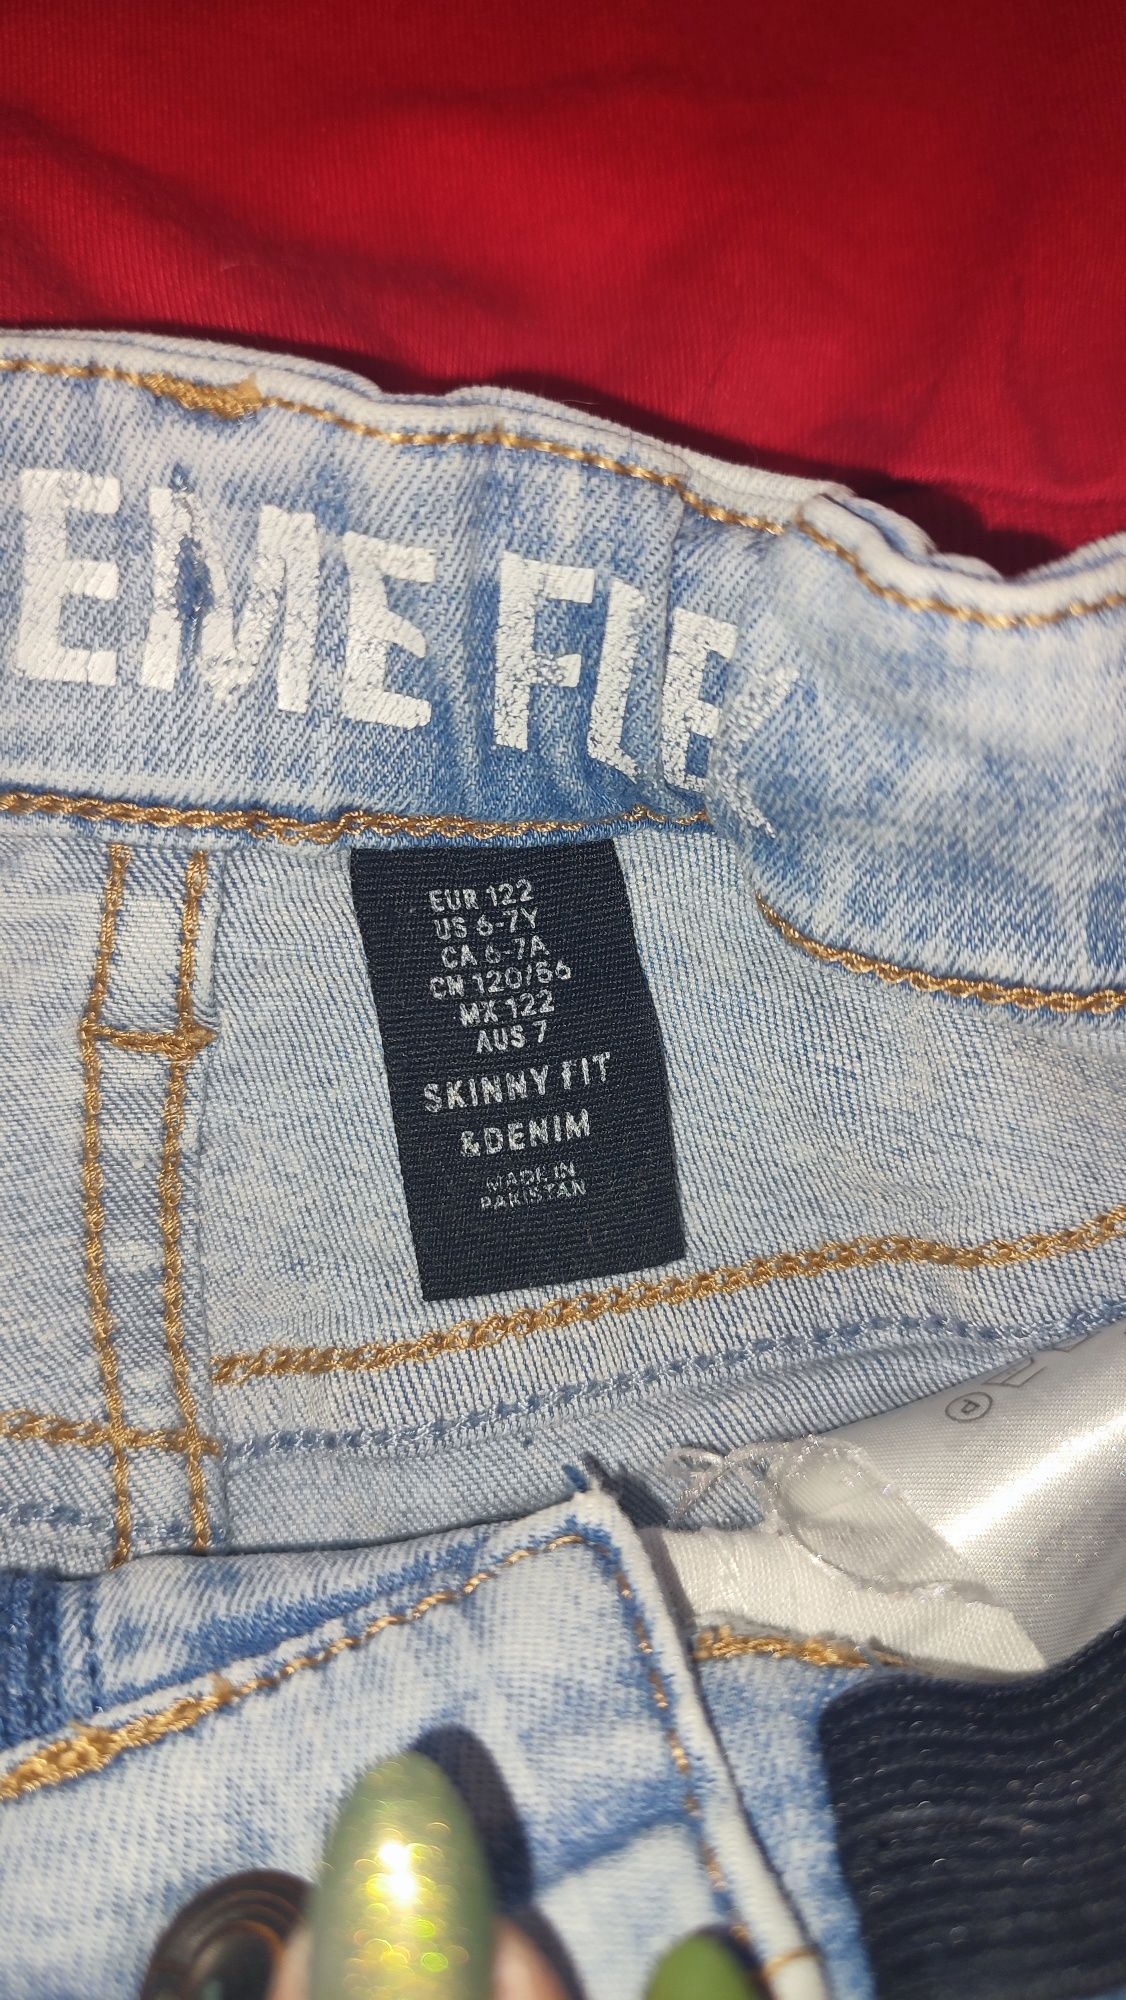 EME FLEX
EUR 122
US 6-7Y
CA 6-7A
CN 120/56
MX 122
AUS 7
SKINNY FIT
&DENIM
MADE IN
PAKISTAN
P